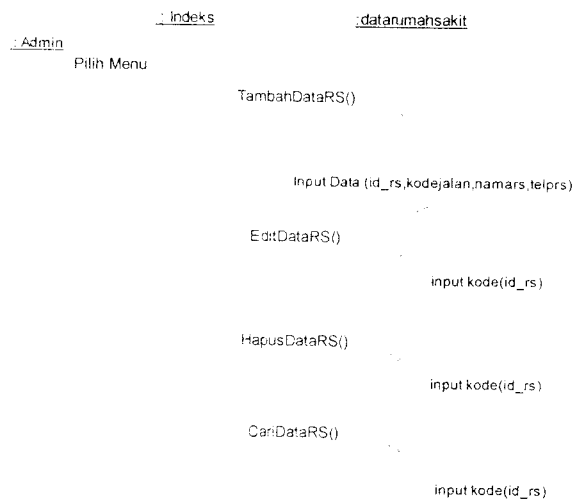 : Indeks
:datarumahsakit
: Admin
Pilih Menu
TambahDataRS()
Input Data (id_rs,kodejalan,namars,telprs)
EditDataRS()
input kode(id_rs)
HapusDataRS()
input kode(id_rs)
CariDataRS()
input kode(id_rs)